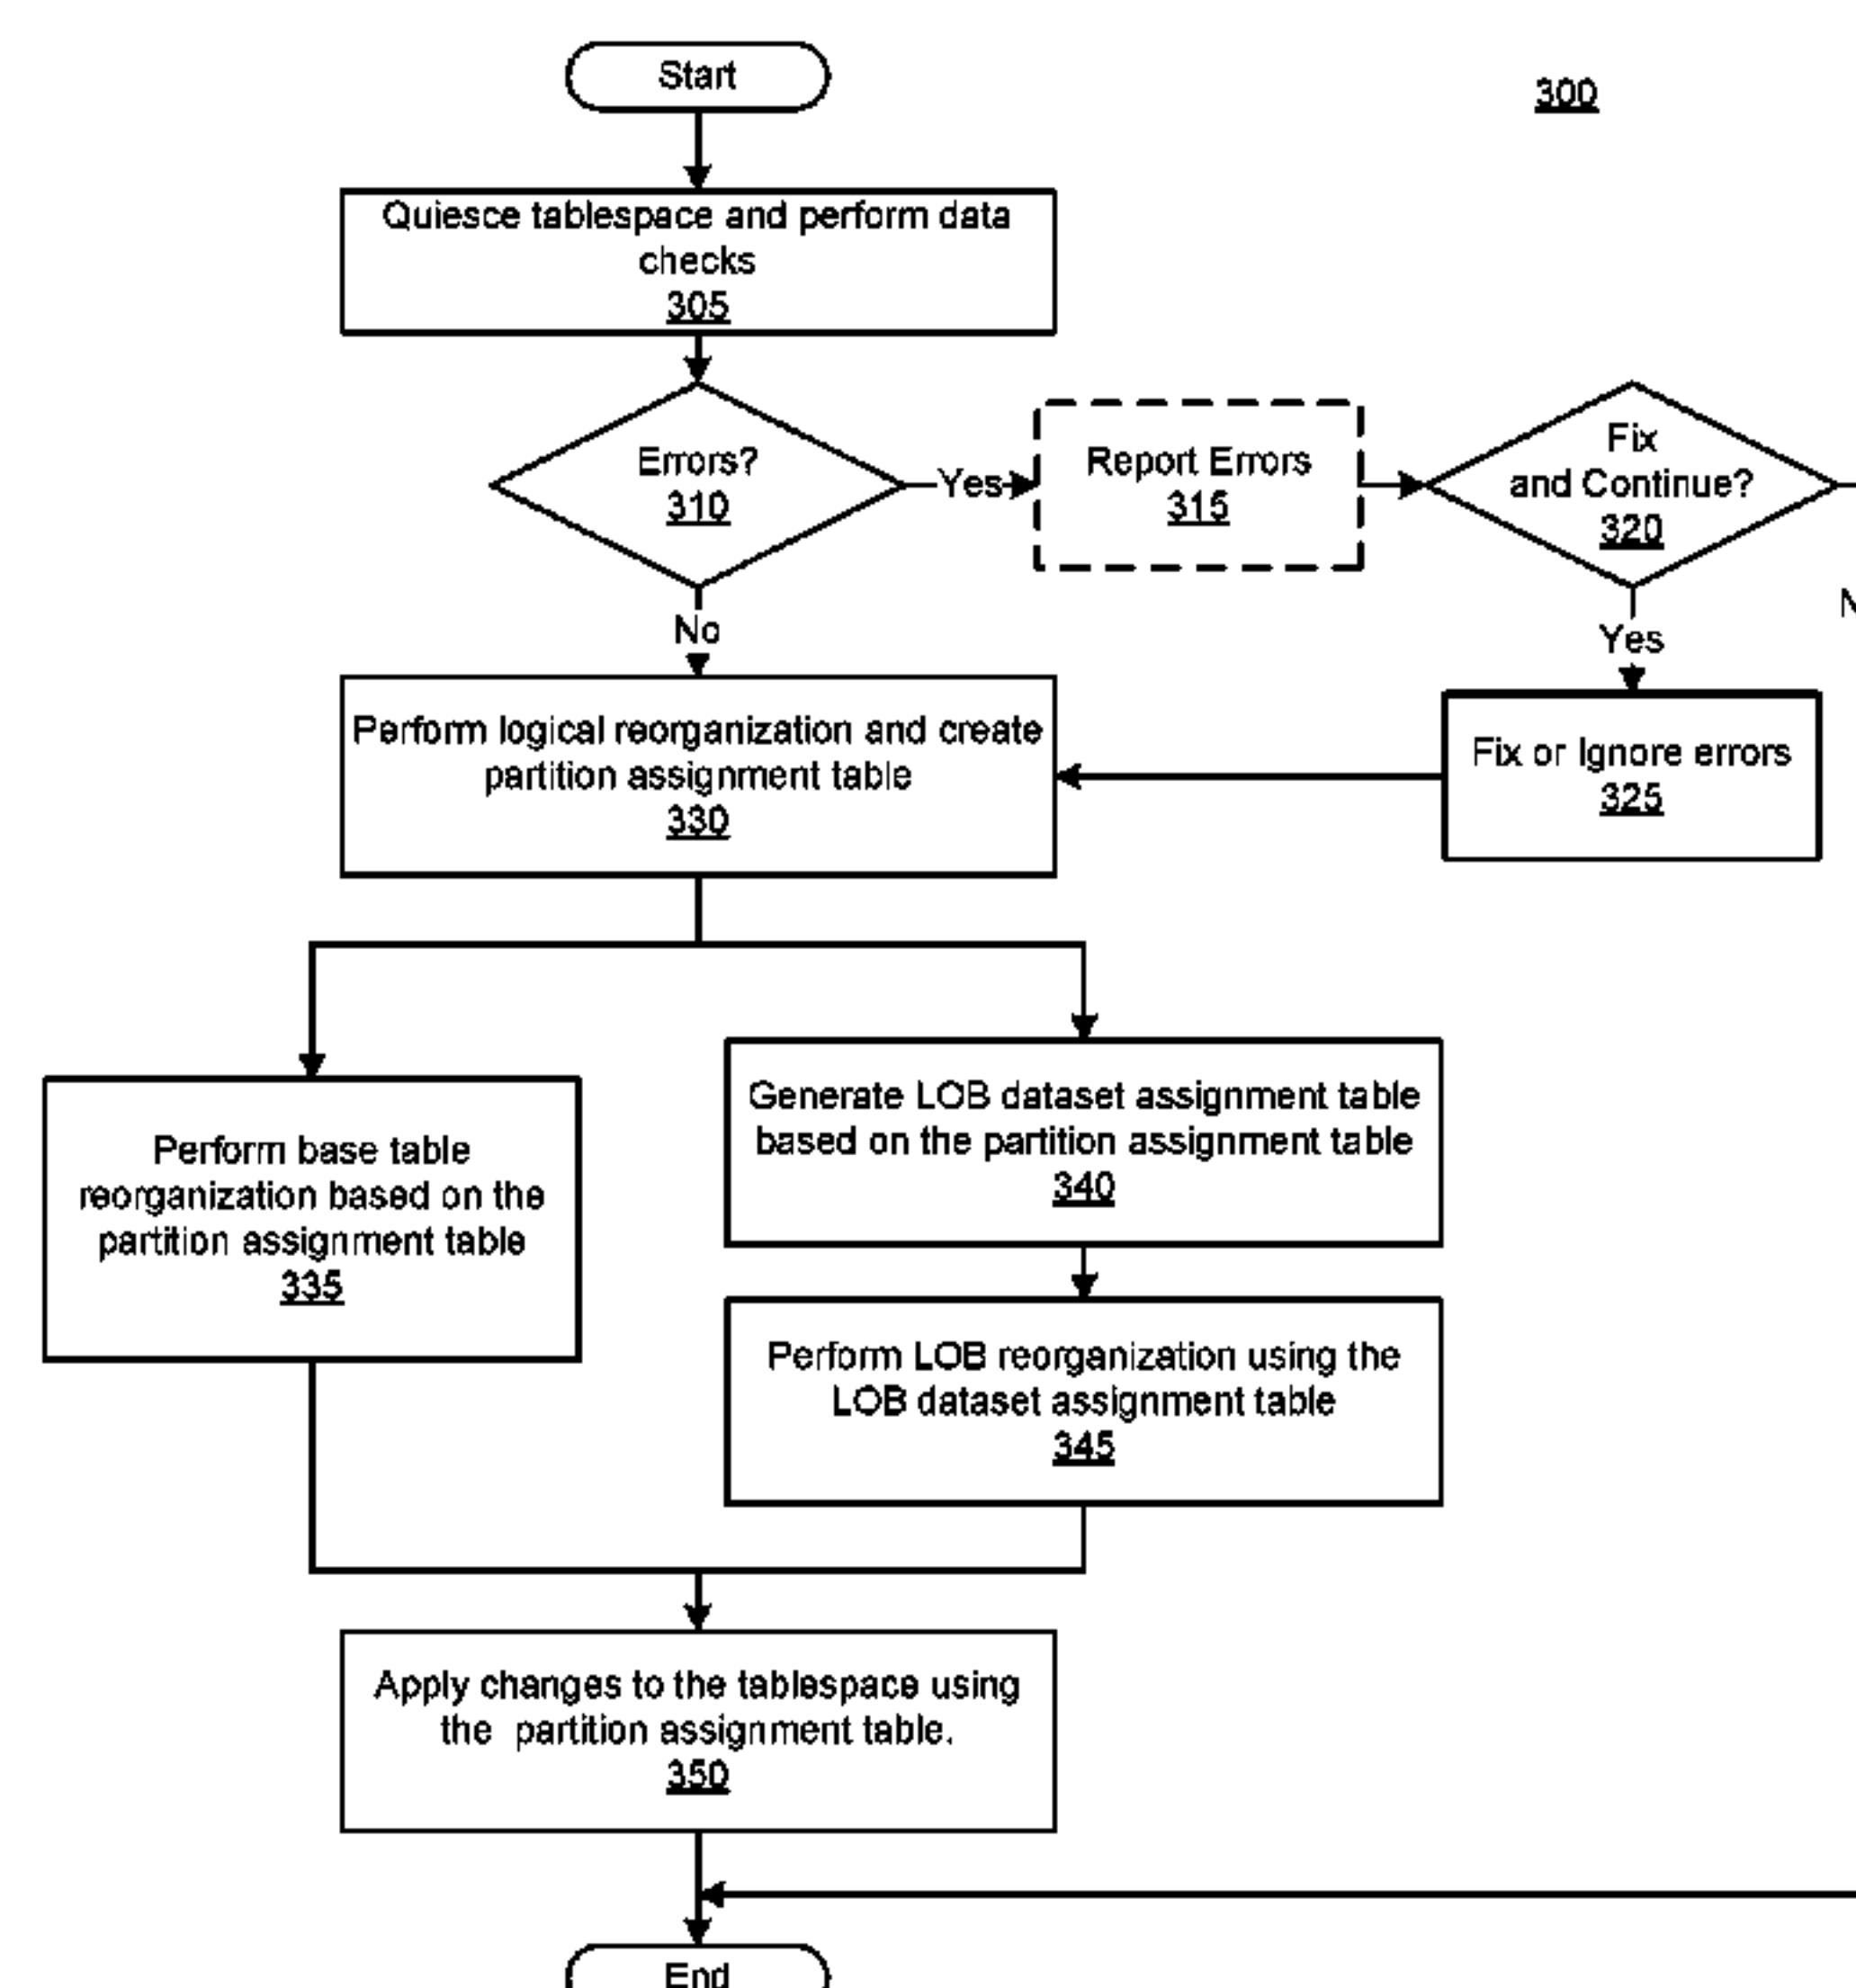 Start
300
Quiesce tablespace and perform data
checks
305
Errors?
310
Yes
Report Errors
315
Fix
and Continue?
320
No
Yes
Perform logical reorganization and create
partition assignment table
330
Fix or Ignore errors
325
Perform base table
reorganization based on the
partition assignment table
335
Generate LOB dataset assignment table
based on the partition assignment table
340
Perform LOB reorganization using the
LOB dataset assignment table
345
Apply changes to the tablespace using
the partition assignment table.
350
End